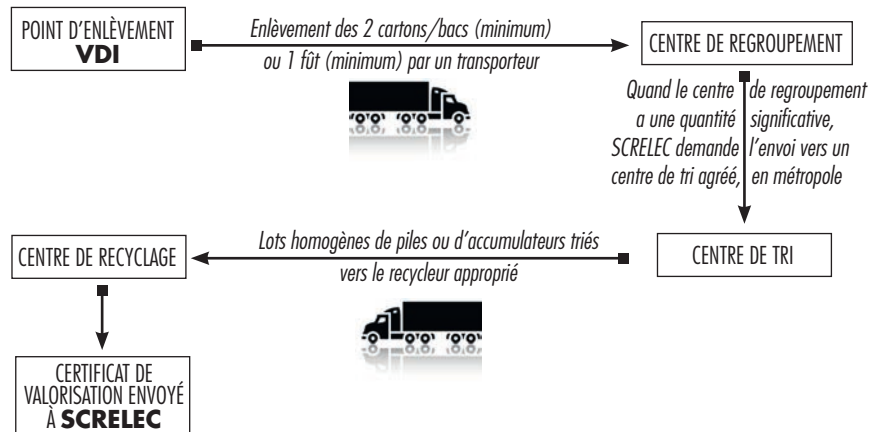 POINT D'ENLÈVEMENT
VDI
Enlèvement des 2 cartons/bacs (minimum)
ou 1 fût (minimum) par un transporteur
CENTRE DE REGROUPEMENT
Quand le centre de regroupement
a une quantité significative,
SCRELEC demande l'envoi vers un
centre de tri agréé, en métropole
CENTRE DE TRI
Lots homogènes de piles ou d'accumulateurs triés
vers le recycleur approprié
CENTRE DE RECYCLAGE
CERTIFICAT DE
VALORISATION ENVOYÉ
À SCRELEC